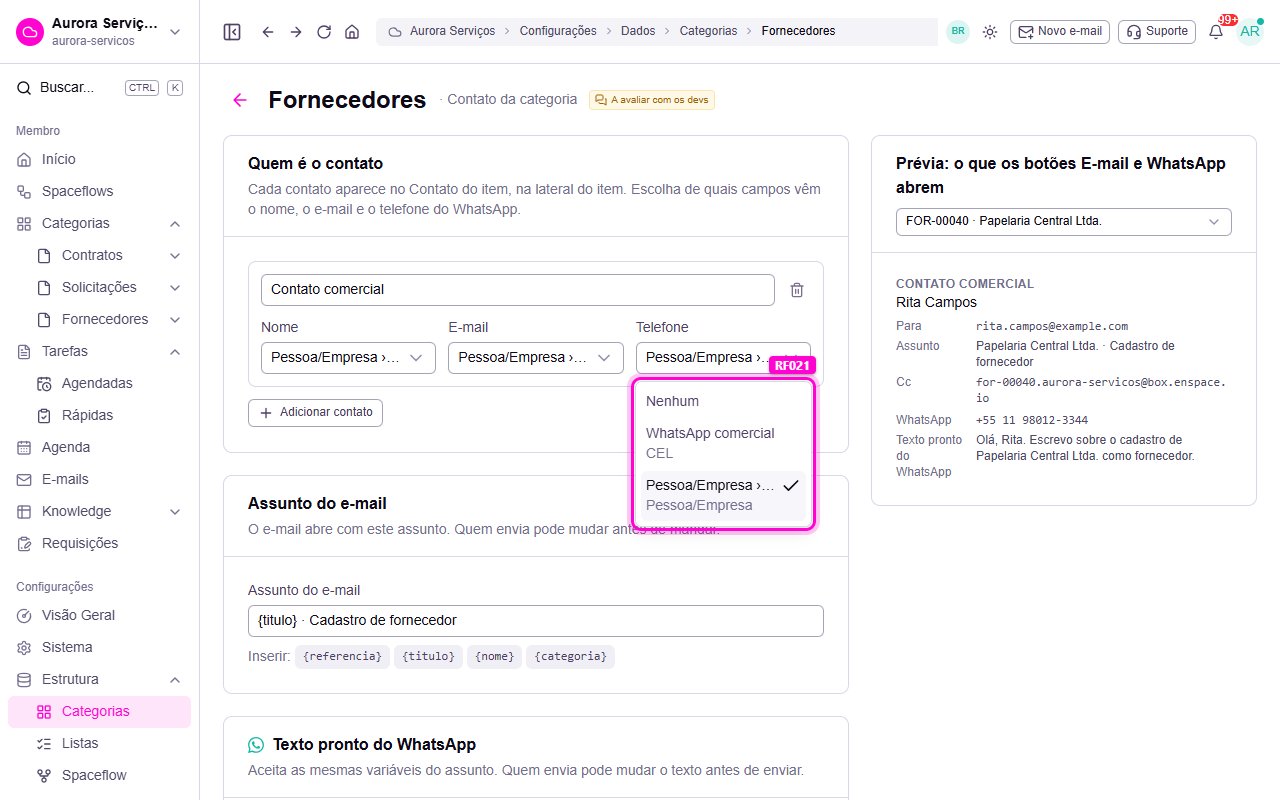 Aurora Serviç...
aurora-servicos
Buscar...
CTRL
K
Membro
Início
Spaceflows
Categorias
Contratos
Solicitações
Fornecedores
Tarefas
Agendadas
Rápidas
Agenda
E-mails
Knowledge
Requisições
Configurações
Visão Geral
Sistema
Estrutura
Categorias
Listas
Spaceflow
Aurora Serviços > Configurações > Dados > Categorias > Fornecedores
BR
Novo e-mail
Suporte
99+
AR
Fornecedores
· Contato da categoria
A avaliar com os devs
Quem é o contato
Cada contato aparece no Contato do item, na lateral do item. Escolha de quais campos vêm
o nome, o e-mail e o telefone do WhatsApp.
Contato comercial
Nome
E-mail
Telefone
Pessoa/Empresa ›...
Pessoa/Empresa ›...
Pessoa/Empresa ›...
RF021
Nenhum
WhatsApp comercial
CEL
Pessoa/Empresa ›...
Pessoa/Empresa
Adicionar contato
Assunto do e-mail
O e-mail abre com este assunto. Quem envia pode mudar antes de mandar.
Assunto do e-mail
{titulo} · Cadastro de fornecedor
Inserir: {referencia} {titulo} {nome} {categoria}
Texto pronto do WhatsApp
Aceita as mesmas variáveis do assunto. Quem envia pode mudar o texto antes de enviar.
Prévia: o que os botões E-mail e WhatsApp
abrem
FOR-00040 · Papelaria Central Ltda.
CONTATO COMERCIAL
Rita Campos
Para
rita.campos@example.com
Assunto
Papelaria Central Ltda. · Cadastro de
fornecedor
Cc
for-00040.aurora-servicos@box.enspace.
io
WhatsApp
+55 11 98012-3344
Texto pronto
do
WhatsApp
Olá, Rita. Escrevo sobre o cadastro de
Papelaria Central Ltda. como fornecedor.